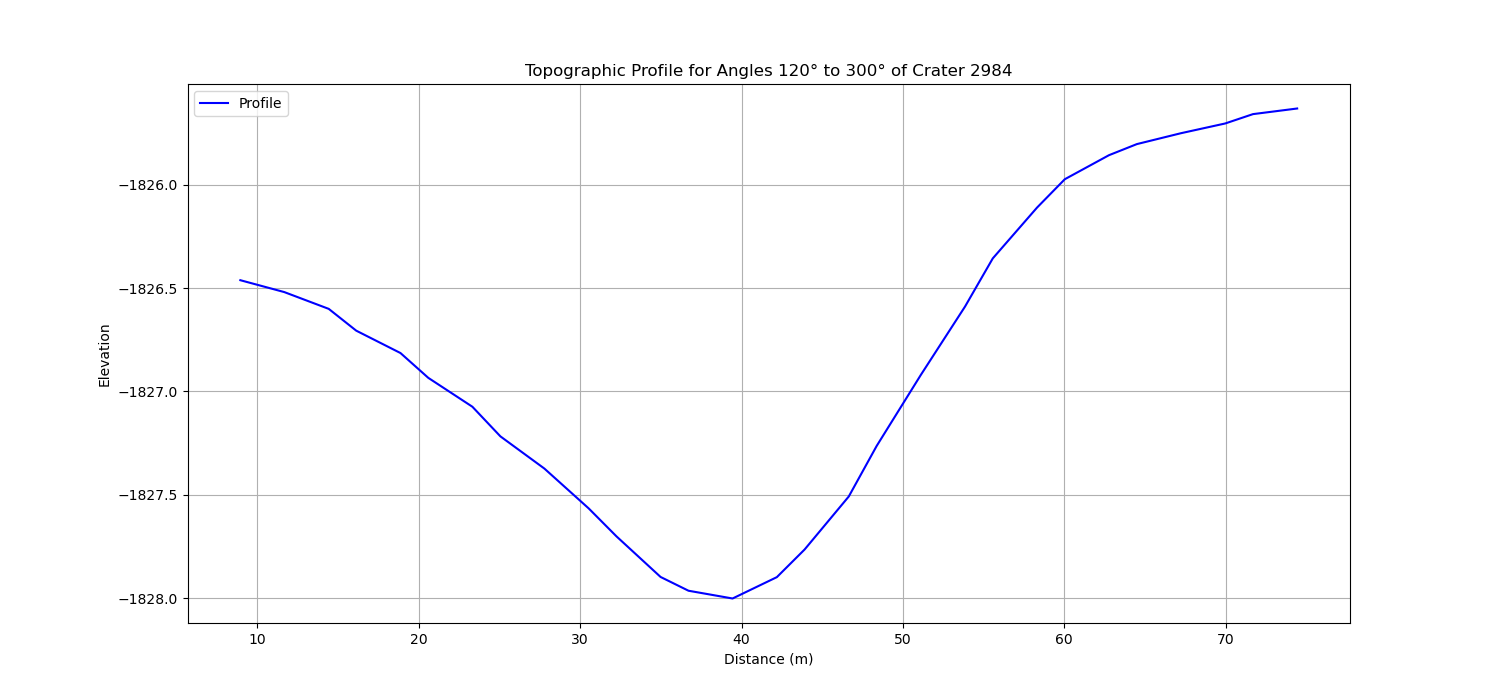 Topographic Profile for Angles 120° to 300° of Crater 2984
Profile
−1826.0
−1826.5
−1827.0
−1827.5
−1828.0
Elevation
10 20 30 40 50 60 70
Distance (m)